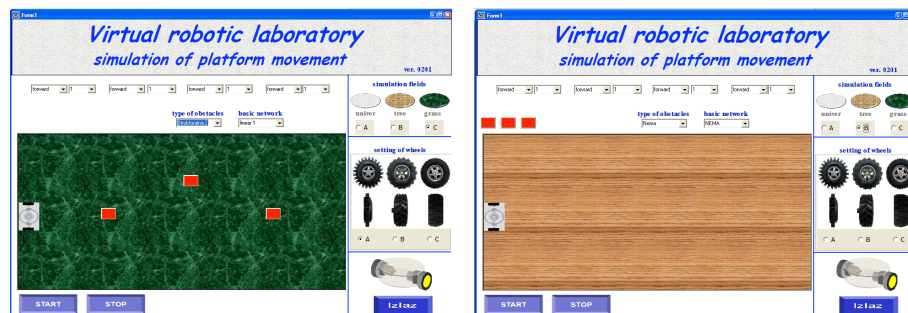 Form1
Virtual robotic laboratory
simulation of platform movement
ver. 0201
forward 1 forward 1 forward 1 forward 1
simulation fields
univer tree grass
A B C
type of obstacles basic network
linear 1
setting of wheels
A B C
START STOP
Izlaz
Form1
Virtual robotic laboratory
simulation of platform movement
ver. 0201
forward 1 forward 1 forward 1 forward 1
simulation fields
univer tree grass
A B C
type of obstacles basic network
Nema NEMA
setting of wheels
A B C
START STOP
Izlaz